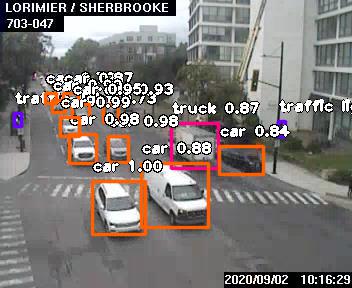 LORIMIER / SHERBROOKE
703-047
truck 0.87
traffic
car 0.84
car 0.98
0.98
car 0.88
car 1.00
2020/09/02 10:16:29